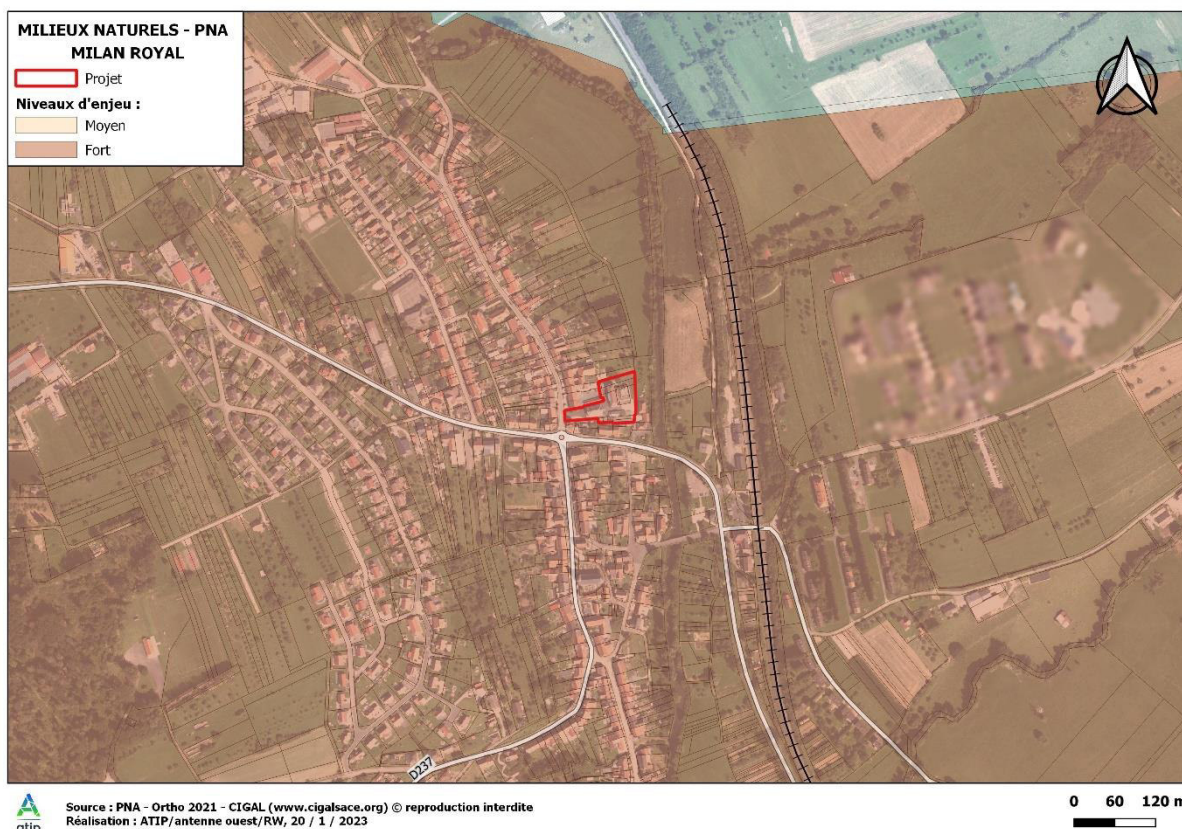 MILIEUX NATURELS - PNA
MILAN ROYAL
Projet
Niveaux d'enjeu :
Moyen
Fort
D237
atip
Source : PNA - Ortho 2021 - CIGAL (www.cigalsace.org) © reproduction interdite
Réalisation : ATIP/antenne ouest/RW, 20 / 1 / 2023
0 60 120 m